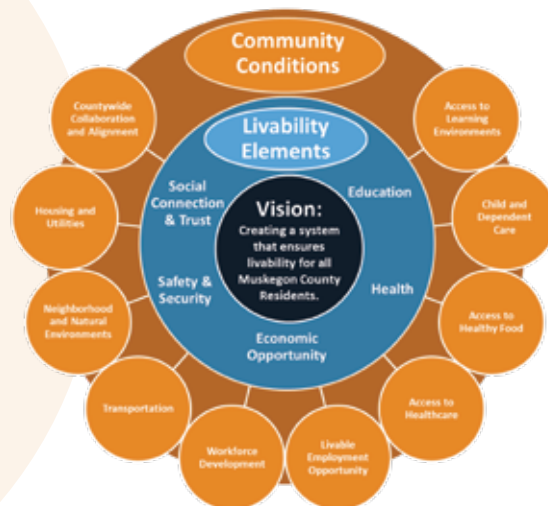 Community
Conditions
Livability
Elements
Vision:
Creating a system
that ensures
livability for all
Muskegon County
Residents.
Social
Connection
& Trust
Education
Safety &
Security
Health
Economic
Opportunity
Countywide
Collaboration
and Alignment
Housing and
Utilities
Neighborhood
and Natural
Environments
Transportation
Workforce
Development
Livable
Employment
Opportunity
Access to
Healthcare
Access to
Healthy Food
Child and
Dependent
Care
Access to
Learning
Environments